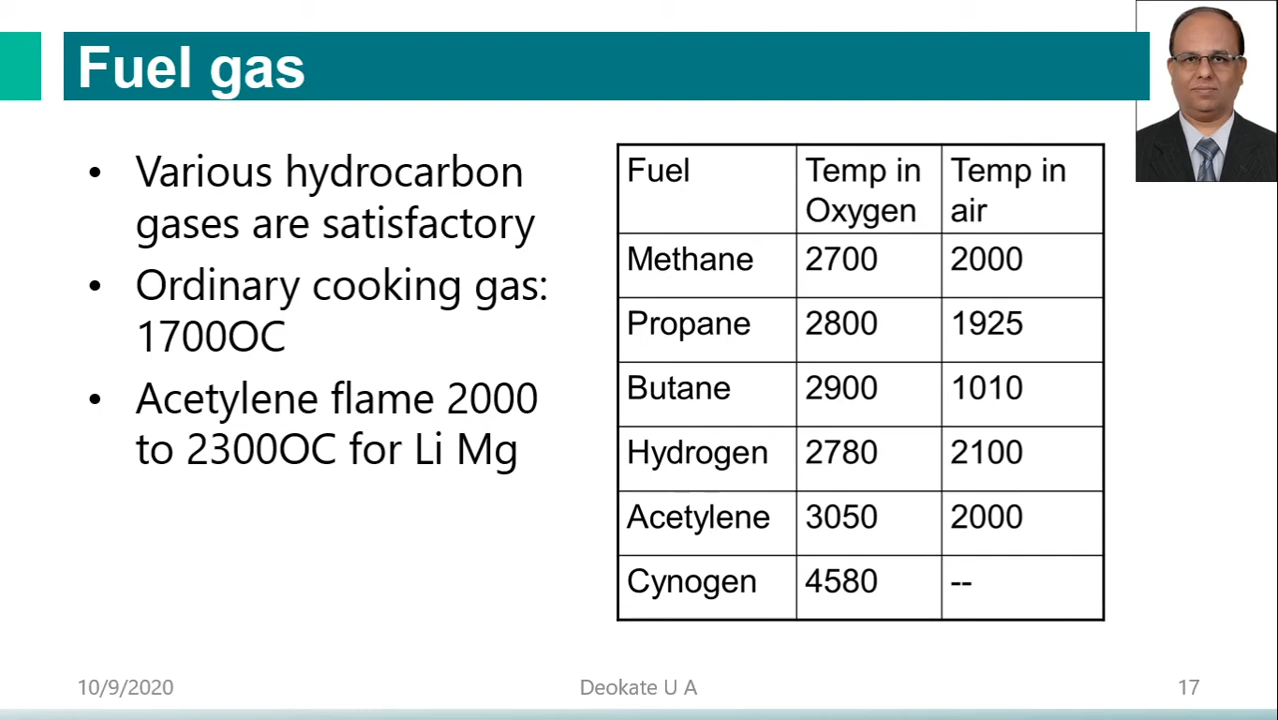 Fuel gas
• Various hydrocarbon
gases are satisfactory
• Ordinary cooking gas:
1700OC
• Acetylene flame 2000
to 2300OC for Li Mg
Fuel Temp in Oxygen Temp in air
Methane 2700 2000
Propane 2800 1925
Butane 2900 1010
Hydrogen 2780 2100
Acetylene 3050 2000
Cynogen 4580 --
10/9/2020 Deokate U A 17